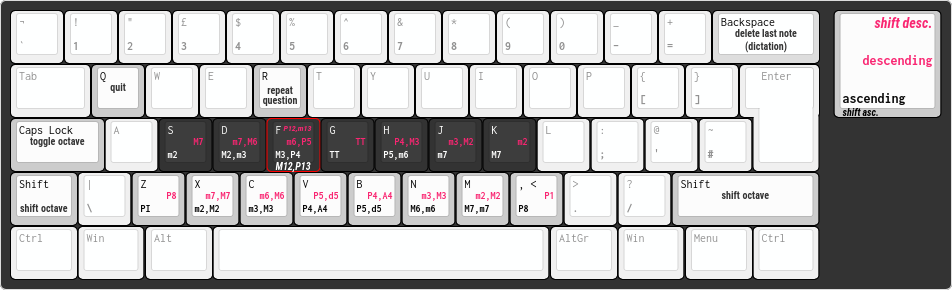 ¬ ! " £ $ % ^ & * ( ) _ + Backspace
` 1 2 3 4 5 6 7 8 9 0 - = delete last note
(dictation)
shift desc.
descending
ascending
shift asc.
Tab Q W E R T Y U I O P { } Enter
quit repeat
question [ ]
Caps Lock A S D F P12,m13 G H J K L : @ ~
toggle octave M7 m7,M6 m6,P5 TT P4,M3 m3,M2 m2
m2 M2,m3 M3,P4 TT P5,m6 m7 M7 ; ' #
M12,P13
Shift | Z X C V B N M , < > ? Shift
P8 m7,M7 m6,M6 P5,d5 P4,A4 m3,M3 m2,M2 P1 shift octave
shift octave \ PI m2,M2 m3,M3 P4,A4 P5,d5 M6,m6 M7,m7 P8 . /
Ctrl Win Alt AltGr Win Menu Ctrl